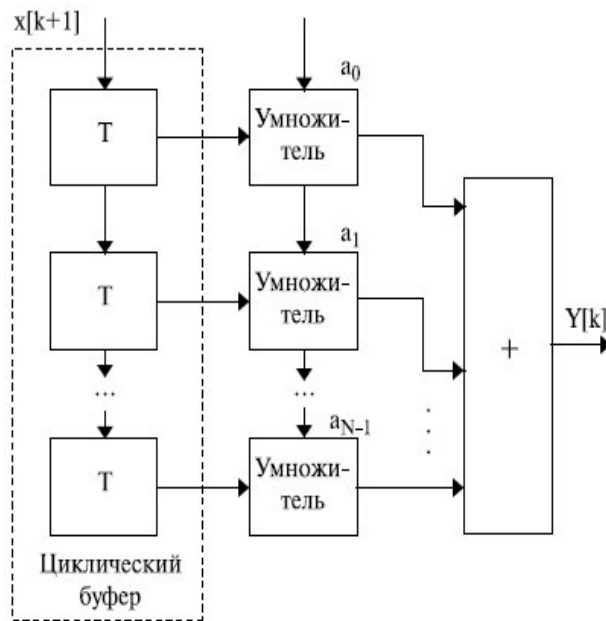 x[k+1]
a0
T
Умножи-
тель
a1
T
Умножи-
тель
+
Y[k]
...
...
...
aN-1
T
Умножи-
тель
Циклический
буфер